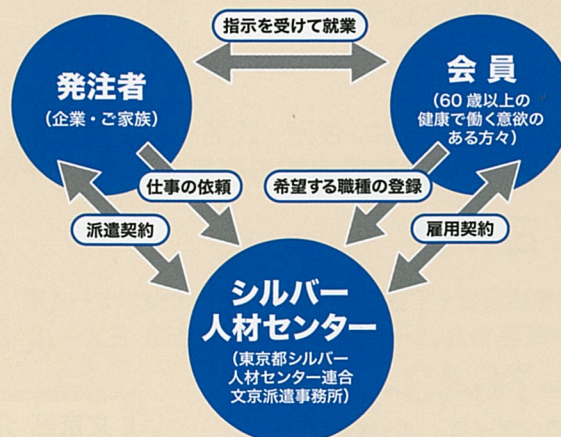 指示を受けて就業
発注者
(企業・ご家族)
会員
(60歳以上の
健康で働く意欲の
ある方々)
仕事の依頼
希望する職種の登録
派遣契約
雇用契約
シルバー
人材センター
(東京都シルバー
人材センター連合
文京派遣事務所)